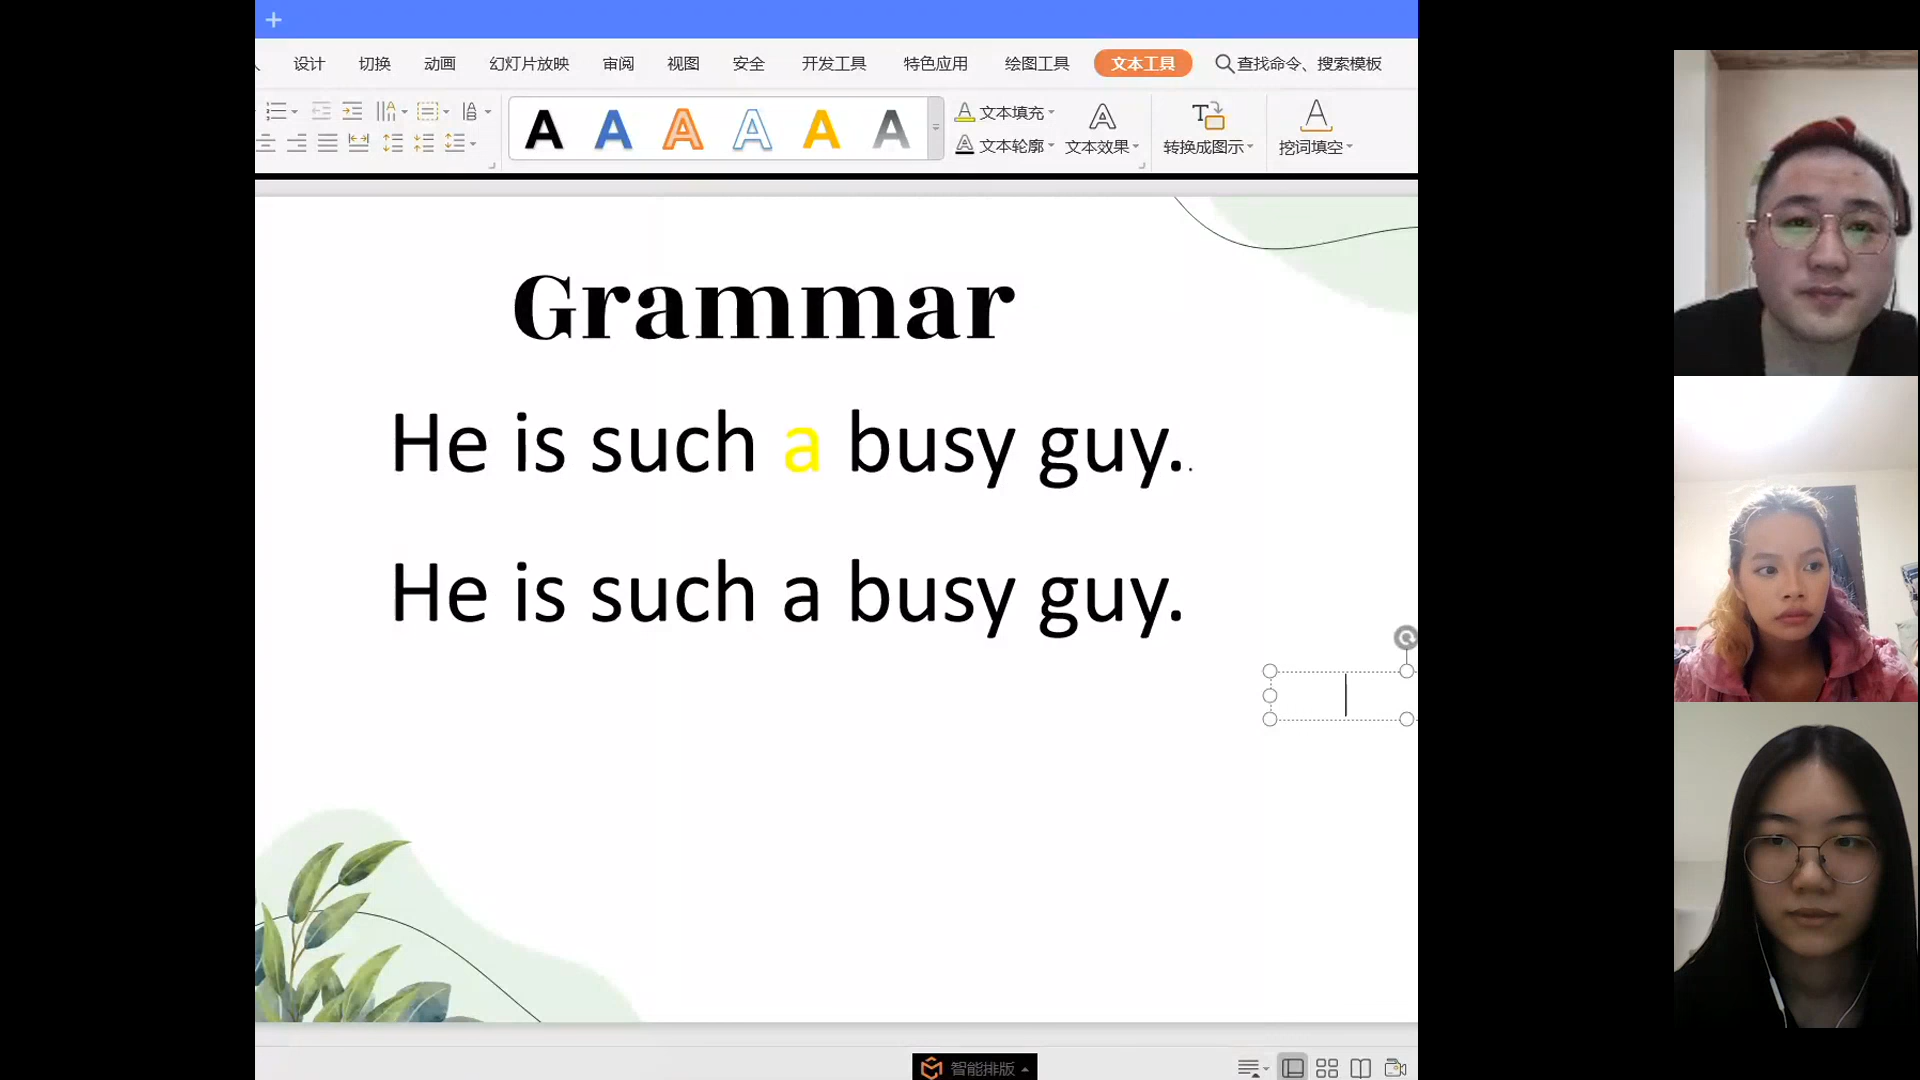 设计 切换 动画 幻灯片放映 审阅 视图 安全 开发工具 特色应用 绘图工具 文本工具 查找命令、搜索模板
A A A A A A 文本填充 文本轮廓 文本效果 转换成图示 挖词填空
Grammar
He is such a busy guy..
He is such a busy guy.
智能排版